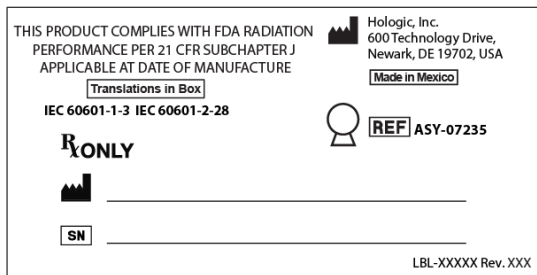 THIS PRODUCT COMPLIES WITH FDA RADIATION
PERFORMANCE PER 21 CFR SUBCHAPTER J
APPLICABLE AT DATE OF MANUFACTURE
Translations in Box
IEC 60601-1-3 IEC 60601-2-28
Rx ONLY
SN
Hologic, Inc.
600 Technology Drive,
Newark, DE 19702, USA
Made in Mexico
REF ASY-07235
LBL-XXXXX Rev. XXX